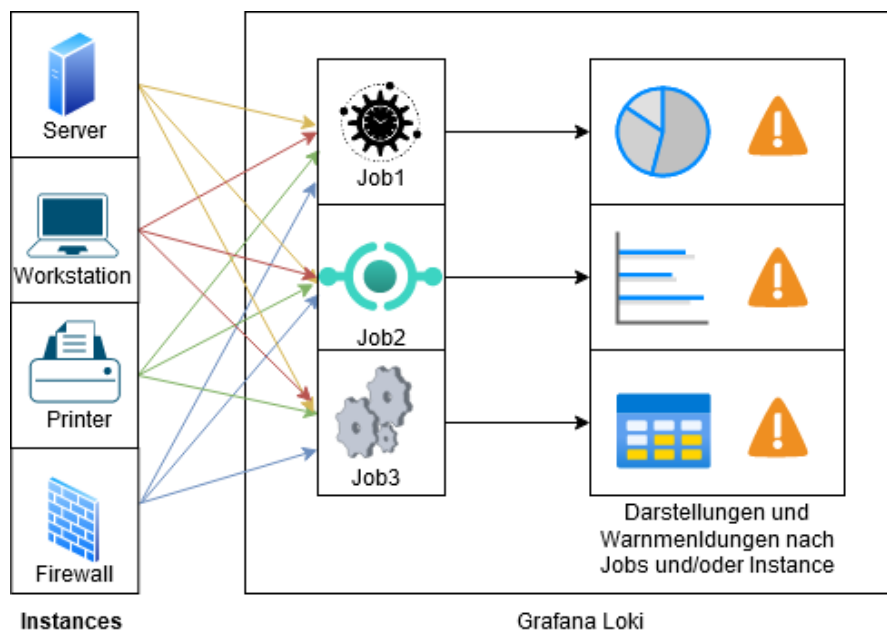 Server
Workstation
Printer
Firewall
Instances
Job1
Job2
Job3
Darstellungen und
Warnmenldungen nach
Jobs und/oder Instance
Grafana Loki